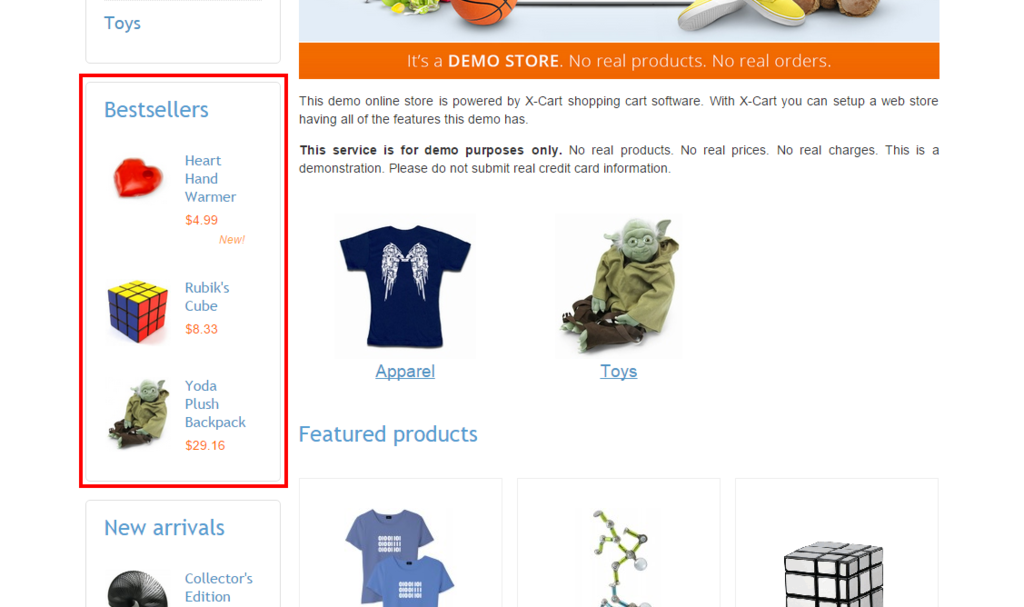 Toys
Bestsellers
Heart
Hand
Warmer
$4.99
New!
Rubik's
Cube
$8.33
Yoda
Plush
Backpack
$29.16
New arrivals
Collector's
Edition
It's a DEMO STORE. No real products. No real orders.
This demo online store is powered by X-Cart shopping cart software. With X-Cart you can setup a web store
having all of the features this demo has.
This service is for demo purposes only. No real products. No real prices. No real charges. This is a
demonstration. Please do not submit real credit card information.
Apparel
Toys
Featured products